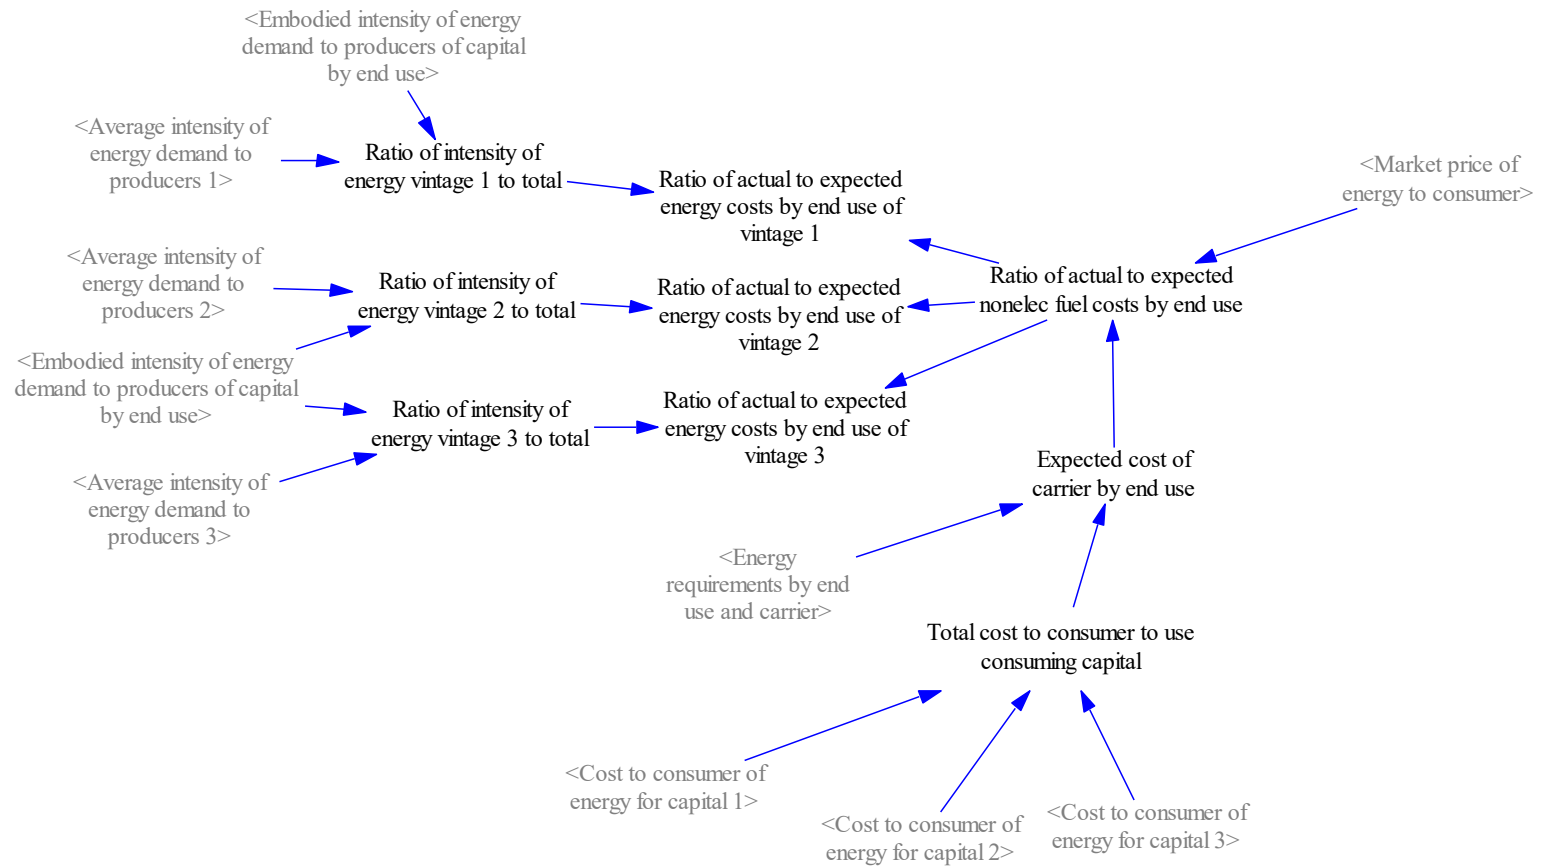 <Embodied intensity of energy
demand to producers of capital
by end use>
<Average intensity of
energy demand to
producers 1>
Ratio of intensity of
energy vintage 1 to total
Ratio of actual to expected
energy costs by end use of
vintage 1
<Market price of
energy to consumer>
<Average intensity of
energy demand to
producers 2>
Ratio of intensity of
energy vintage 2 to total
Ratio of actual to expected
energy costs by end use of
vintage 2
Ratio of actual to expected
nonelec fuel costs by end use
<Embodied intensity of energy
demand to producers of capital
by end use>
Ratio of intensity of
energy vintage 3 to total
Ratio of actual to expected
energy costs by end use of
vintage 3
<Average intensity of
energy demand to
producers 3>
Expected cost of
carrier by end use
<Energy
requirements by end
use and carrier>
Total cost to consumer to use
consuming capital
<Cost to consumer of
energy for capital 1>
<Cost to consumer of
energy for capital 2>
<Cost to consumer of
energy for capital 3>